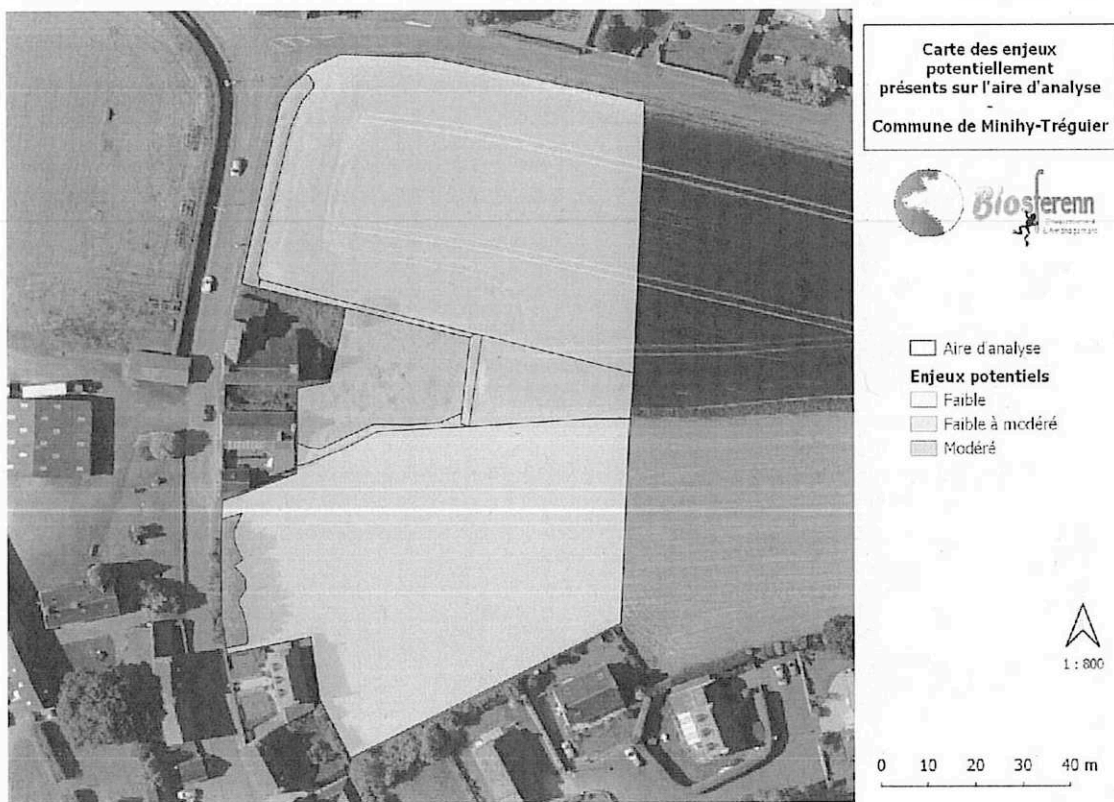 Carte des enjeux
potentiellement
présents sur l'aire d'analyse
-
Commune de Minihy-Tréguier
Biosferenn
Aire d'analyse
Enjeux potentiels
Faible
Faible à modéré
Modéré
1 : 800
0 10 20 30 40 m